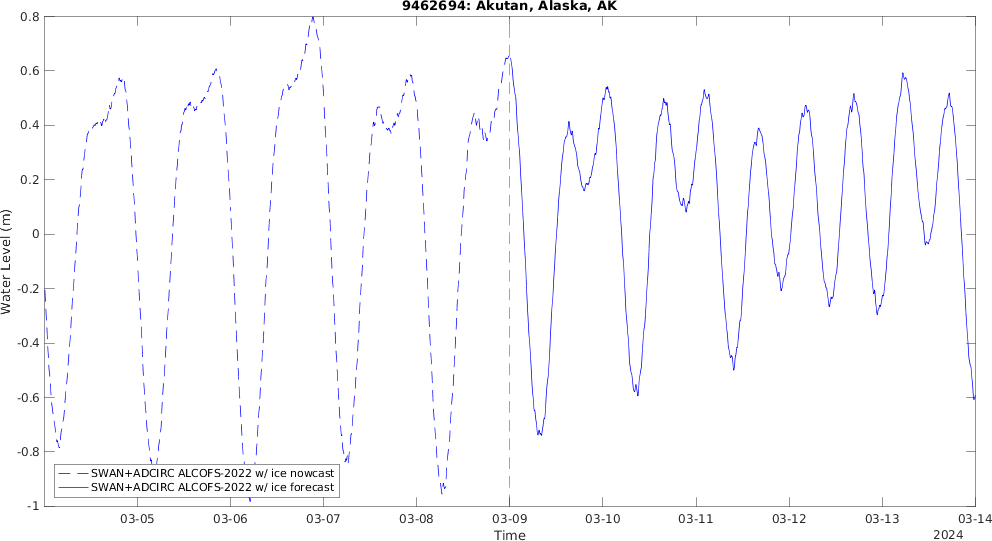 9462694: Akutan, Alaska, AK
Water Level (m)
0.8
0.6
0.4
0.2
0
-0.2
-0.4
-0.6
-0.8
-1
SWAN+ADCIRC ALCOFS-2022 w/ ice nowcast
SWAN+ADCIRC ALCOFS-2022 w/ ice forecast
03-05 03-06 03-07 03-08 03-09 03-10 03-11 03-12 03-13 03-14
Time
2024